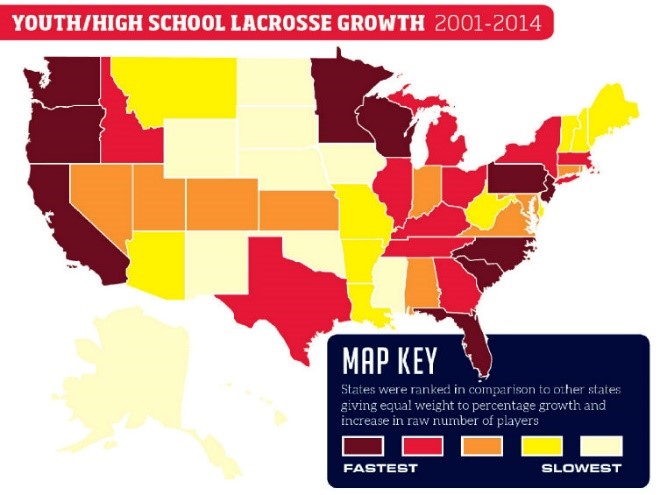 YOUTH/HIGH SCHOOL LACROSSE GROWTH 2001-2014
MAP KEY
States were ranked in comparison to other states
giving equal weight to percentage growth and
increase in raw number of players
FASTEST SLOWEST